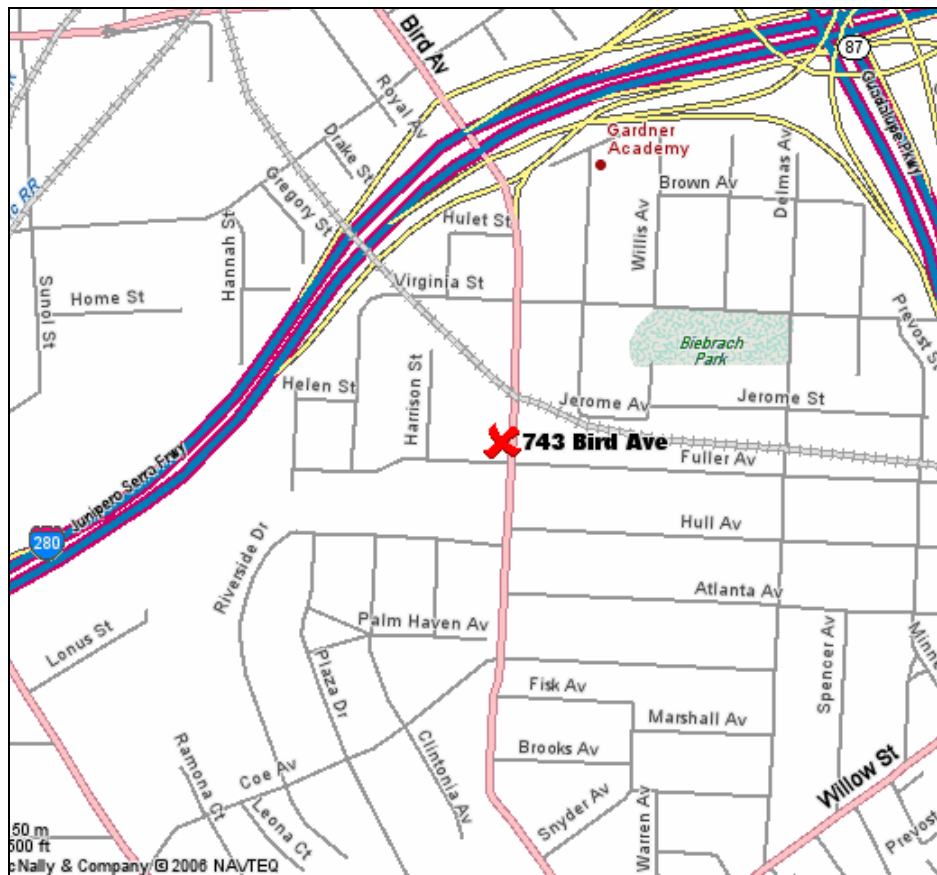 Bird Av
87
Guadalupe Pkwy
Royal Av
Gardner
Academy
Drake St
Delmas Av
Brown Av
c RR
Gregory St
Willis Av
Hulet St
Hannah St
Virginia St
Sunol St
Home St
Prevost St
Biebrach
Park
Helen St
Harrison St
Jerome Av
Jerome St
743 Bird Ave
Fuller Av
Junipero Serra Frwy
280
Hull Av
Riverside Dr
Atlanta Av
Palm Haven Av
Lonus St
Spencer Av
Minne
Plaza Dr
Fisk Av
Marshall Av
Clintonia Av
Brooks Av
Ramona Ct
Coe Av
Willow St
Snyder Av
Warren Av
Leona Ct
Prevost
50 m
500 ft
cNally & Company © 2006 NAVTEQ